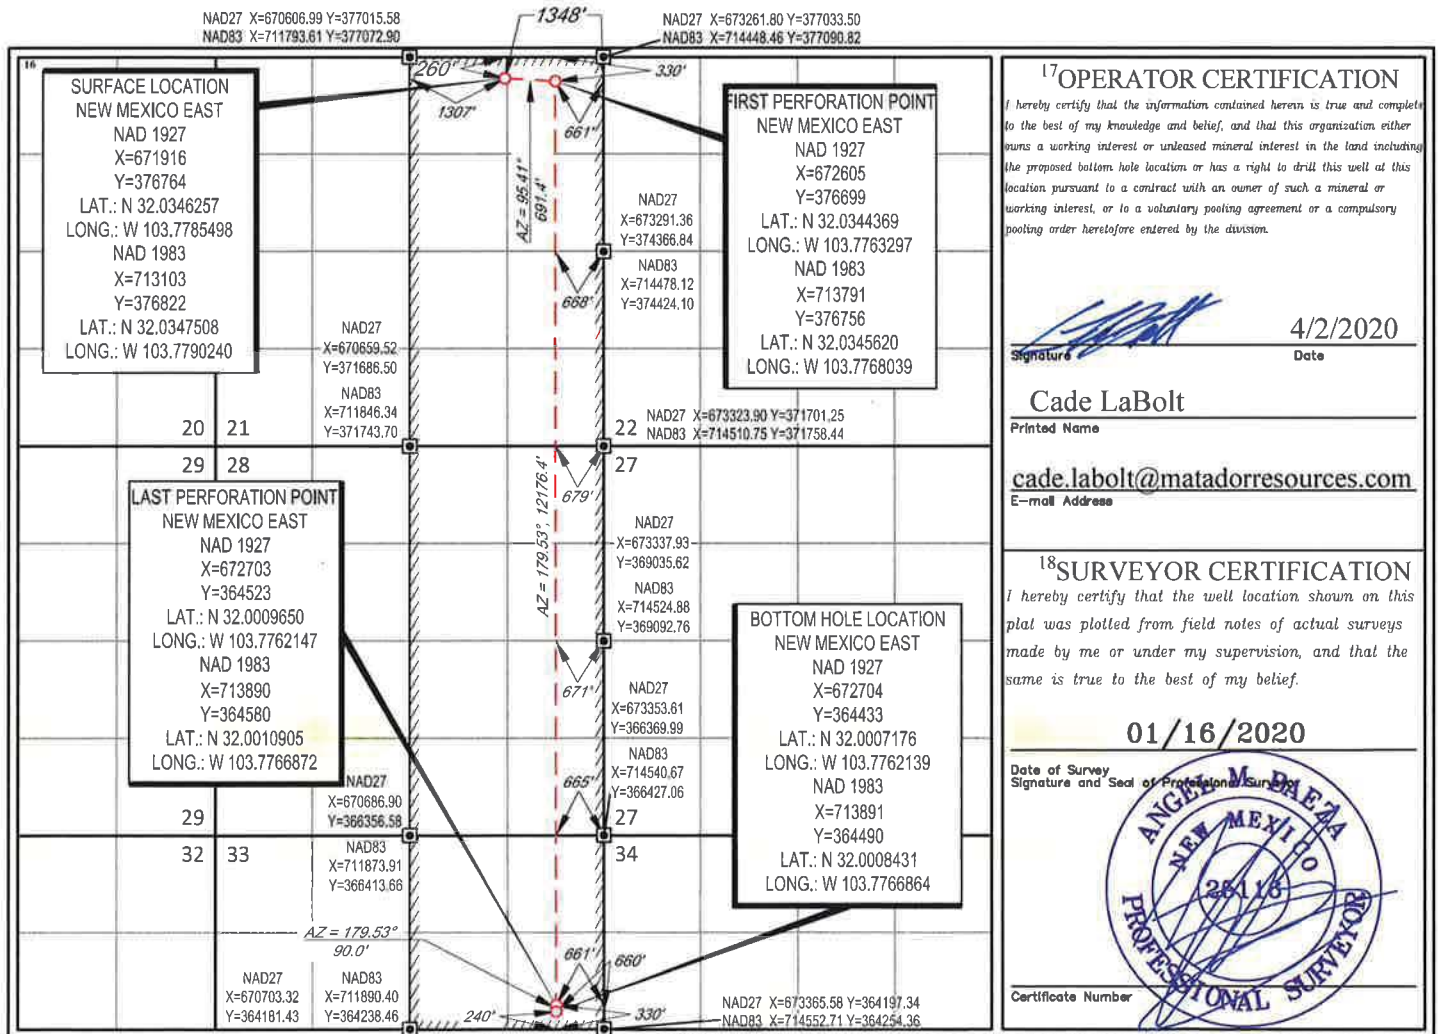 NAD27 X=670606.99 Y=377015.58
NAD83 X=711793.61 Y=377072.90
1348'
NAD27 X=673261.80 Y=377033.50
NAD83 X=714448.46 Y=377090.82
16
260'
330'
1307'
661'
SURFACE LOCATION
NEW MEXICO EAST
NAD 1927
X=671916
Y=376764
LAT.: N 32.0346257
LONG.: W 103.7785498
NAD 1983
X=713103
Y=376822
LAT.: N 32.0347508
LONG.: W 103.7790240
AZ = 95.41°
691.4'
FIRST PERFORATION POINT
NEW MEXICO EAST
NAD 1927
X=672605
Y=376699
LAT.: N 32.0344369
LONG.: W 103.7763297
NAD 1983
X=713791
Y=376756
LAT.: N 32.0345620
LONG.: W 103.7768039
NAD27
X=673291.36
Y=374366.84
NAD83
X=714478.12
Y=374424.10
668'
NAD27
X=670659.52
Y=371686.50
NAD83
X=711846.34
Y=371743.70
20 21
29 28
22
27
NAD27 X=673323.90 Y=371701.25
NAD83 X=714510.75 Y=371758.44
679'
AZ = 179.53°, 12176.4'
LAST PERFORATION POINT
NEW MEXICO EAST
NAD 1927
X=672703
Y=364523
LAT.: N 32.0009650
LONG.: W 103.7762147
NAD 1983
X=713890
Y=364580
LAT.: N 32.0010905
LONG.: W 103.7766872
NAD27
X=673337.93
Y=369035.62
NAD83
X=714524.88
Y=369092.76
671'
NAD27
X=673353.61
Y=366369.99
NAD83
X=714540.67
Y=366427.06
BOTTOM HOLE LOCATION
NEW MEXICO EAST
NAD 1927
X=672704
Y=364433
LAT.: N 32.0007176
LONG.: W 103.7762139
NAD 1983
X=713891
Y=364490
LAT.: N 32.0008431
LONG.: W 103.7766864
NAD27
X=670686.90
Y=366356.58
NAD83
X=711873.91
Y=366413.66
665'
29
32 33
27
34
AZ = 179.53°
90.0'
661'
660'
NAD27
X=670703.32
Y=364181.43
NAD83
X=711890.40
Y=364238.46
240'
330'
NAD27 X=673365.58 Y=364197.34
NAD83 X=714552.71 Y=364254.36
17OPERATOR CERTIFICATION
I hereby certify that the information contained herein is true and complete
to the best of my knowledge and belief, and that this organization either
owns a working interest or unleased mineral interest in the land including
the proposed bottom hole location or has a right to drill this well at this
location pursuant to a contract with an owner of such a mineral or
working interest, or to a voluntary pooling agreement or a compulsory
pooling order heretofore entered by the division.
4/2/2020
Signature
Date
Cade LaBolt
Printed Name
cade.labolt@matadorresources.com
E-mail Address
18SURVEYOR CERTIFICATION
I hereby certify that the well location shown on this
plat was plotted from field notes of actual surveys
made by me or under my supervision, and that the
same is true to the best of my belief.
01/16/2020
Date of Survey
Signature and Seal of Professional Surveyor
ANGEL M. BAEZA
NEW MEXICO
25116
PROFESSIONAL SURVEYOR
Certificate Number